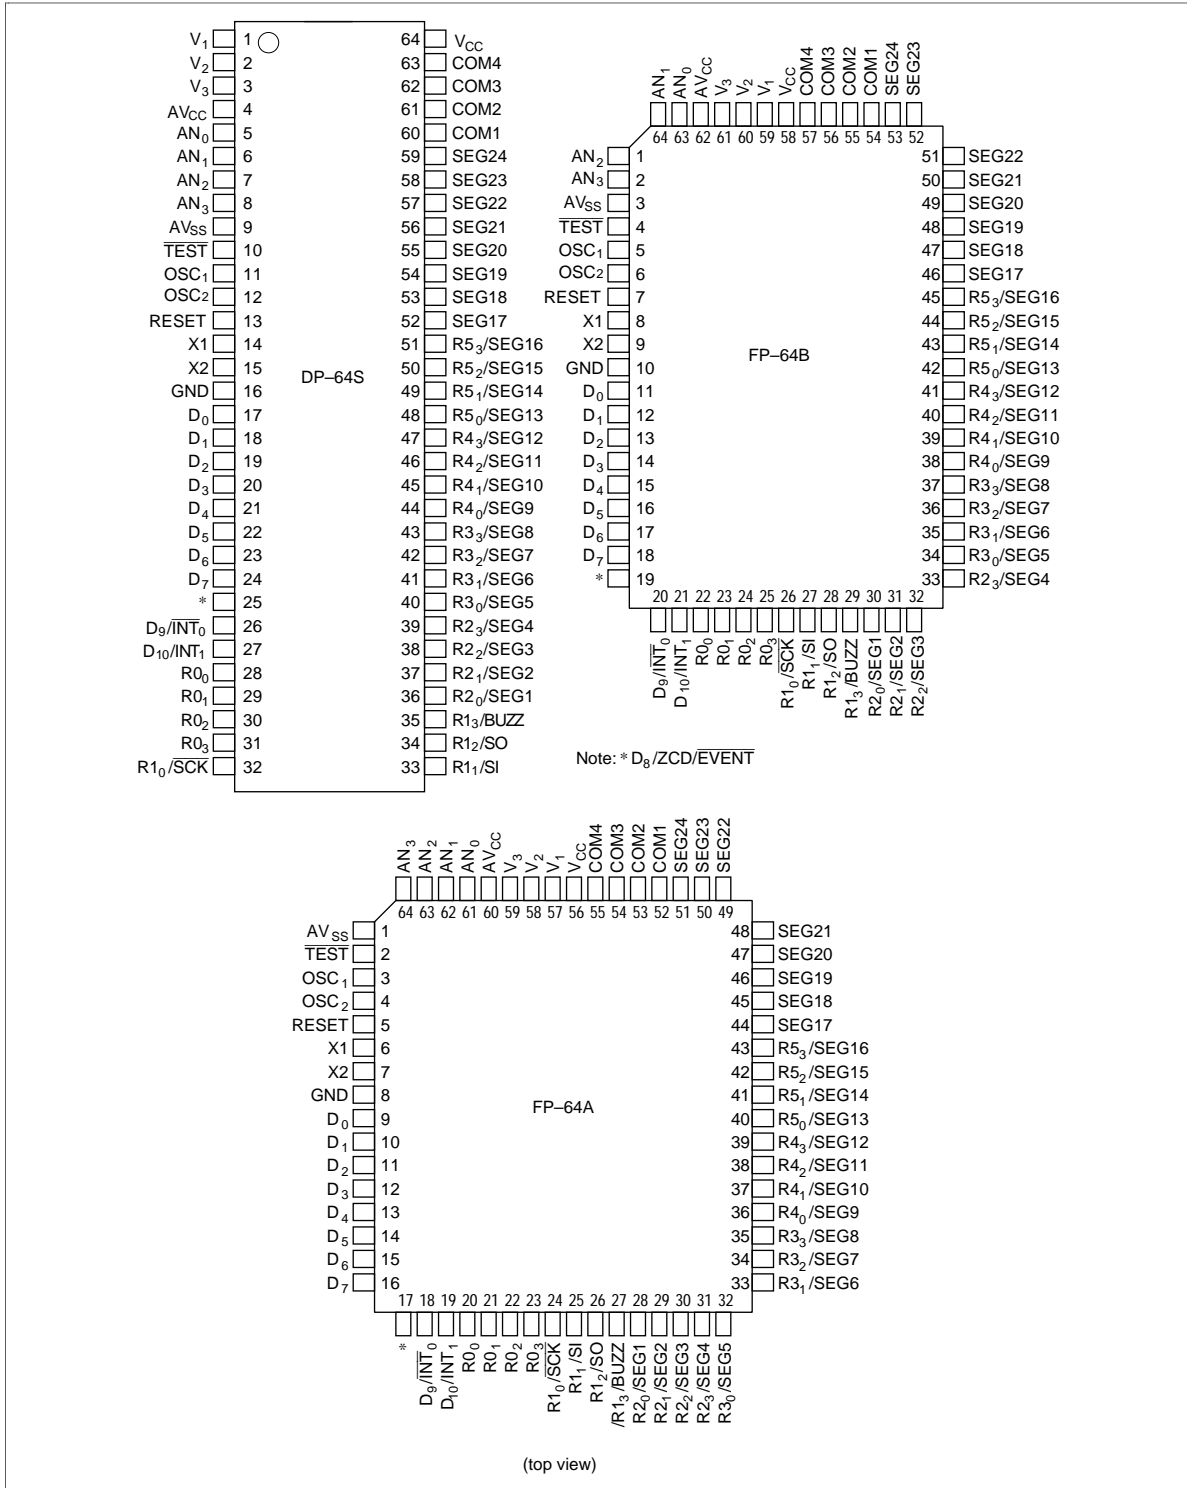 V1 1 64 VCC
V2 2 63 COM4
V3 3 62 COM3
AVCC 4 61 COM2
AN0 5 60 COM1
AN1 6 59 SEG24
AN2 7 58 SEG23
AN3 8 57 SEG22
AVSS 9 56 SEG21
T̅E̅S̅T̅ 10 55 SEG20
OSC1 11 54 SEG19
OSC2 12 53 SEG18
RESET 13 52 SEG17
X1 14 51 R53/SEG16
X2 15 50 R52/SEG15
GND 16 49 R51/SEG14
D0 17 48 R50/SEG13
D1 18 47 R43/SEG12
D2 19 46 R42/SEG11
D3 20 45 R41/SEG10
D4 21 44 R40/SEG9
D5 22 43 R33/SEG8
D6 23 42 R32/SEG7
D7 24 41 R31/SEG6
* 25 40 R30/SEG5
D9/I̅N̅T̅0 26 39 R23/SEG4
D10/INT1 27 38 R22/SEG3
R00 28 37 R21/SEG2
R01 29 36 R20/SEG1
R02 30 35 R13/BUZZ
R03 31 34 R12/SO
R10/S̅C̅K̅ 32 33 R11/SI
DP–64S
AN1 AN0 AVCC V3 V2 V1 VCC COM4 COM3 COM2 COM1 SEG24 SEG23
64 63 62 61 60 59 58 57 56 55 54 53 52
AN2 1 51 SEG22
AN3 2 50 SEG21
AVSS 3 49 SEG20
T̅E̅S̅T̅ 4 48 SEG19
OSC1 5 47 SEG18
OSC2 6 46 SEG17
RESET 7 45 R53/SEG16
X1 8 44 R52/SEG15
X2 9 43 R51/SEG14
GND 10 42 R50/SEG13
D0 11 41 R43/SEG12
D1 12 40 R42/SEG11
D2 13 39 R41/SEG10
D3 14 38 R40/SEG9
D4 15 37 R33/SEG8
D5 16 36 R32/SEG7
D6 17 35 R31/SEG6
D7 18 34 R30/SEG5
* 19 33 R23/SEG4
FP–64B
20 21 22 23 24 25 26 27 28 29 30 31 32
D9/I̅N̅T̅0 D10/INT1 R00 R01 R02 R03 R10/S̅C̅K̅ R11/SI R12/SO R13/BUZZ R20/SEG1 R21/SEG2 R22/SEG3
Note: * D8/ZCD/E̅V̅E̅N̅T̅
AN3 AN2 AN1 AN0 AVCC V3 V2 V1 VCC COM4 COM3 COM2 COM1 SEG24 SEG23 SEG22
64 63 62 61 60 59 58 57 56 55 54 53 52 51 50 49
AVSS 1 48 SEG21
T̅E̅S̅T̅ 2 47 SEG20
OSC1 3 46 SEG19
OSC2 4 45 SEG18
RESET 5 44 SEG17
X1 6 43 R53/SEG16
X2 7 42 R52/SEG15
GND 8 41 R51/SEG14
D0 9 40 R50/SEG13
D1 10 39 R43/SEG12
D2 11 38 R42/SEG11
D3 12 37 R41/SEG10
D4 13 36 R40/SEG9
D5 14 35 R33/SEG8
D6 15 34 R32/SEG7
D7 16 33 R31/SEG6
FP–64A
17 18 19 20 21 22 23 24 25 26 27 28 29 30 31 32
* D9/I̅N̅T̅0 D10/INT1 R00 R01 R02 R03 R10/S̅C̅K̅ R11/SI R12/SO /R13/BUZZ R20/SEG1 R21/SEG2 R22/SEG3 R23/SEG4 R30/SEG5
(top view)